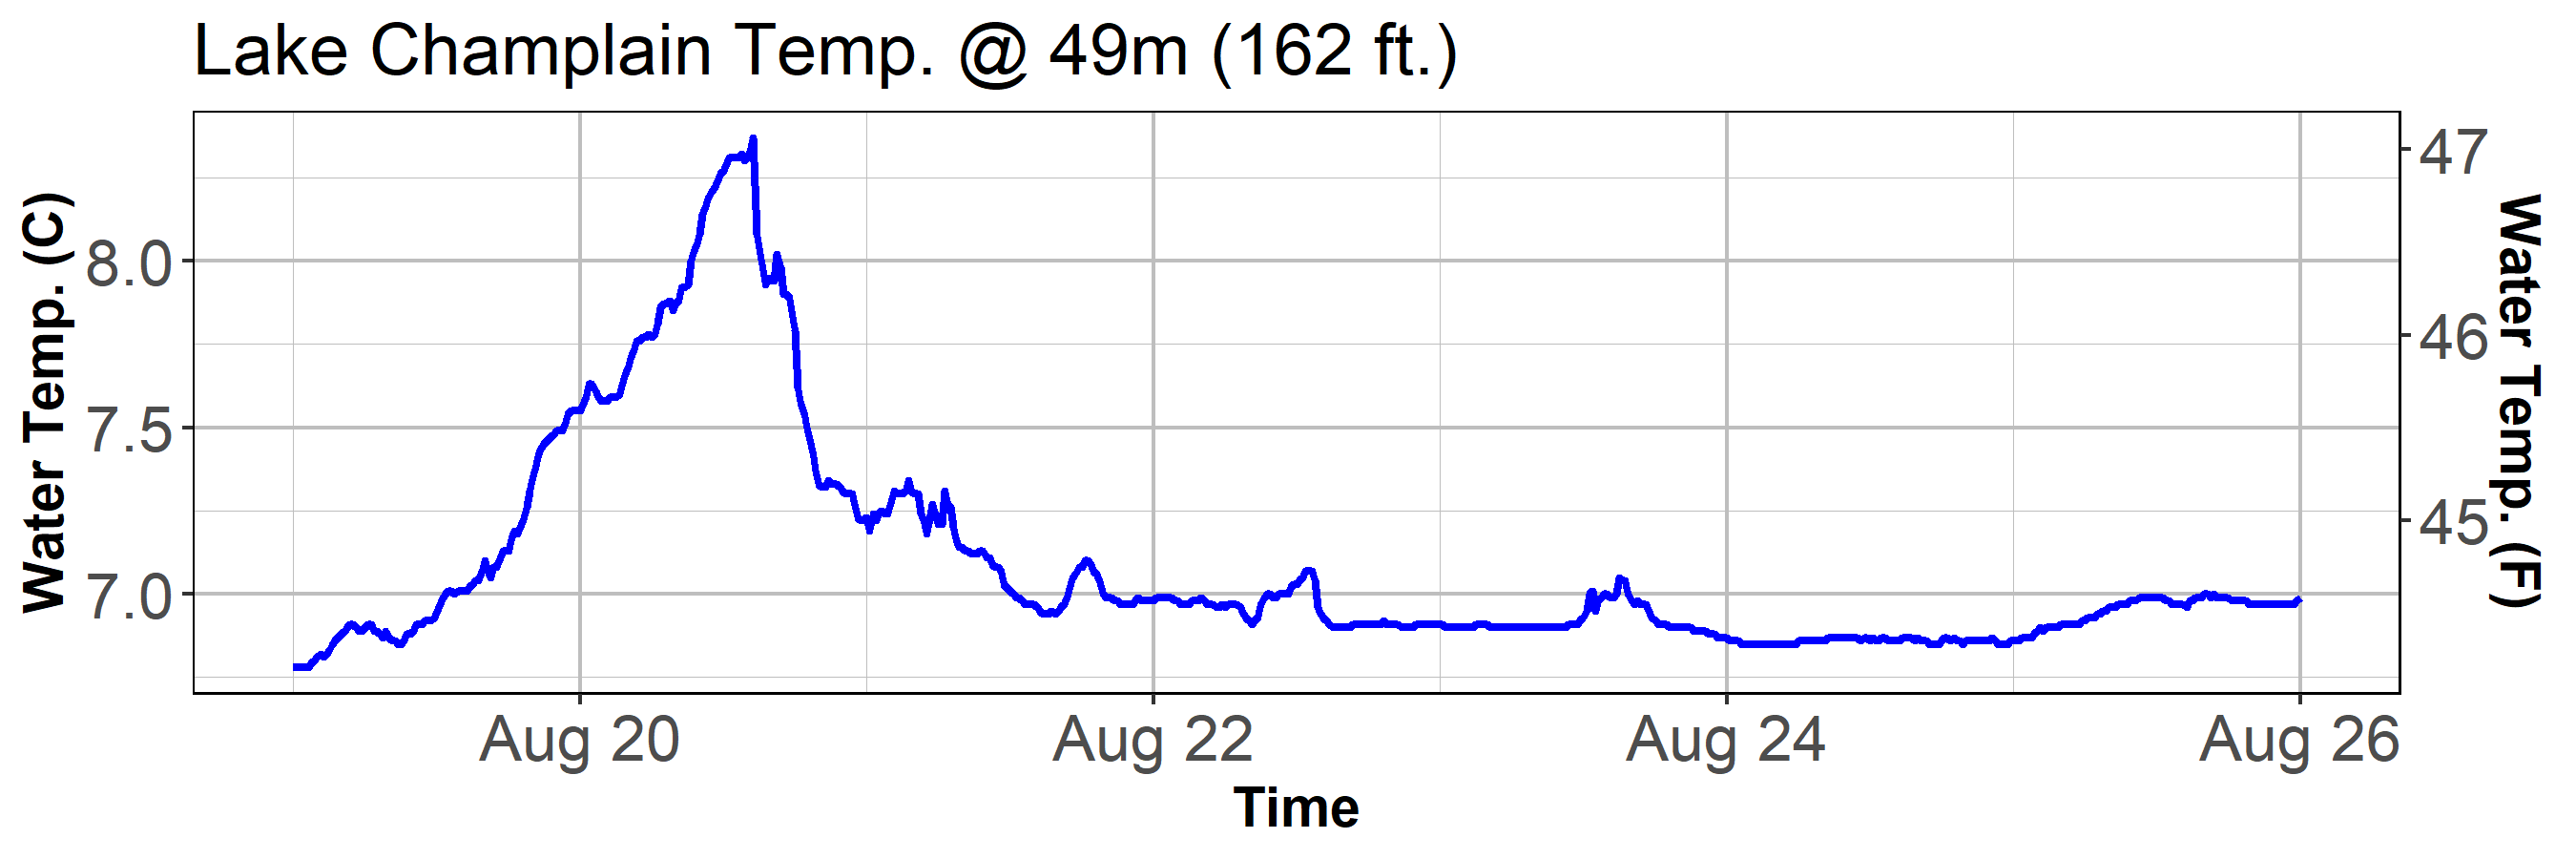 Lake Champlain Temp. @ 49m (162 ft.)
Water Temp. (C)
8.0
7.5
7.0
47
46
45
Water Temp. (F)
Aug 20 Aug 22 Aug 24 Aug 26
Time